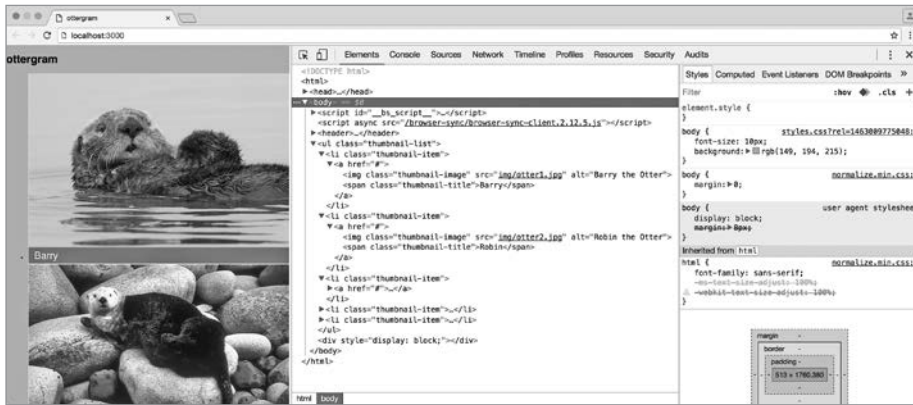 ottergram
localhost:3000
ottergram
Barry
Elements Console Sources Network Timeline Profiles Resources Security Audits
<!DOCTYPE html>
<html>
▶<head>…</head>
▼<body> == $0
▶<script id="__bs_script__">…</script>
<script async src="/browser-sync/browser-sync-client.2.12.5.js"></script>
▶<header>…</header>
▼<ul class="thumbnail-list">
▼<li class="thumbnail-item">
▼<a href="#">
<img class="thumbnail-image" src="img/otter1.jpg" alt="Barry the Otter">
<span class="thumbnail-title">Barry</span>
</a>
</li>
▼<li class="thumbnail-item">
▼<a href="#">
<img class="thumbnail-image" src="img/otter2.jpg" alt="Robin the Otter">
<span class="thumbnail-title">Robin</span>
</a>
</li>
▼<li class="thumbnail-item">
▶<a href="#">…</a>
</li>
▶<li class="thumbnail-item">…</li>
▶<li class="thumbnail-item">…</li>
</ul>
<div style="display: block;"></div>
</body>
</html>
html body
Styles Computed Event Listeners DOM Breakpoints »
Filter :hov .cls +
element.style {
}
body { styles.css?rel=1463009775048:
font-size: 10px;
background:▶ rgb(149, 194, 215);
}
body { normalize.min.css:
margin:▶0;
}
body { user agent styleshee
display: block;
margin:▶8px;
}
Inherited from html
html { normalize.min.css:
font-family: sans-serif;
-ms-text-size-adjust: 100%;
-webkit-text-size-adjust: 100%;
}
margin -
border -
padding -
513 × 1760.380